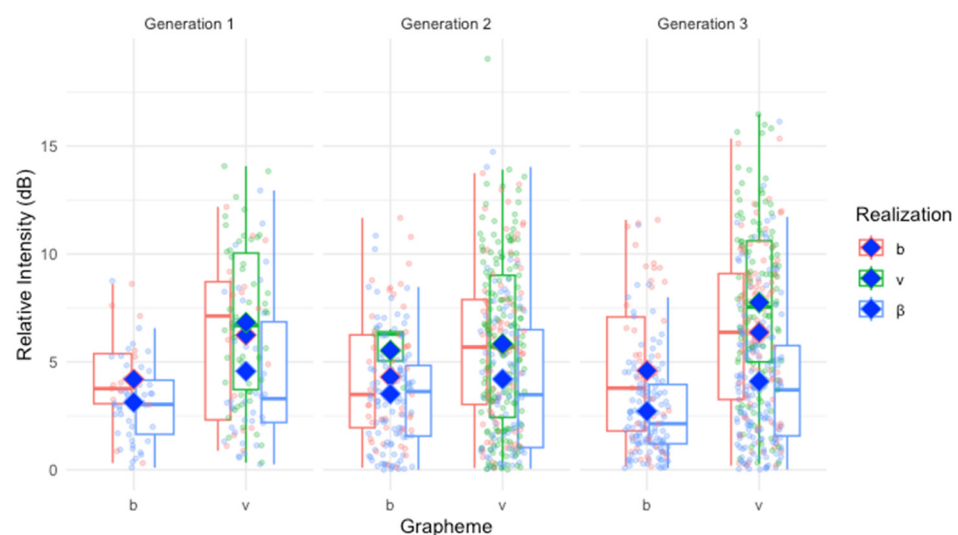 Generation 1
Generation 2
Generation 3
Relative Intensity (dB)
15
10
5
0
b
v
b
v
b
v
Grapheme
Realization
b
v
β